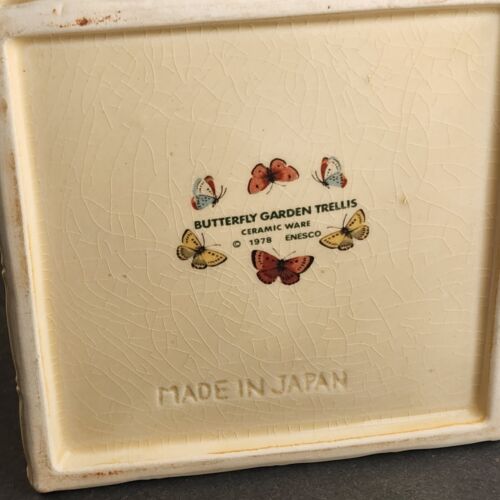 BUTTERFLY GARDEN TRELLIS
CERAMIC WARE
© 1978 ENESCO
MADE IN JAPAN